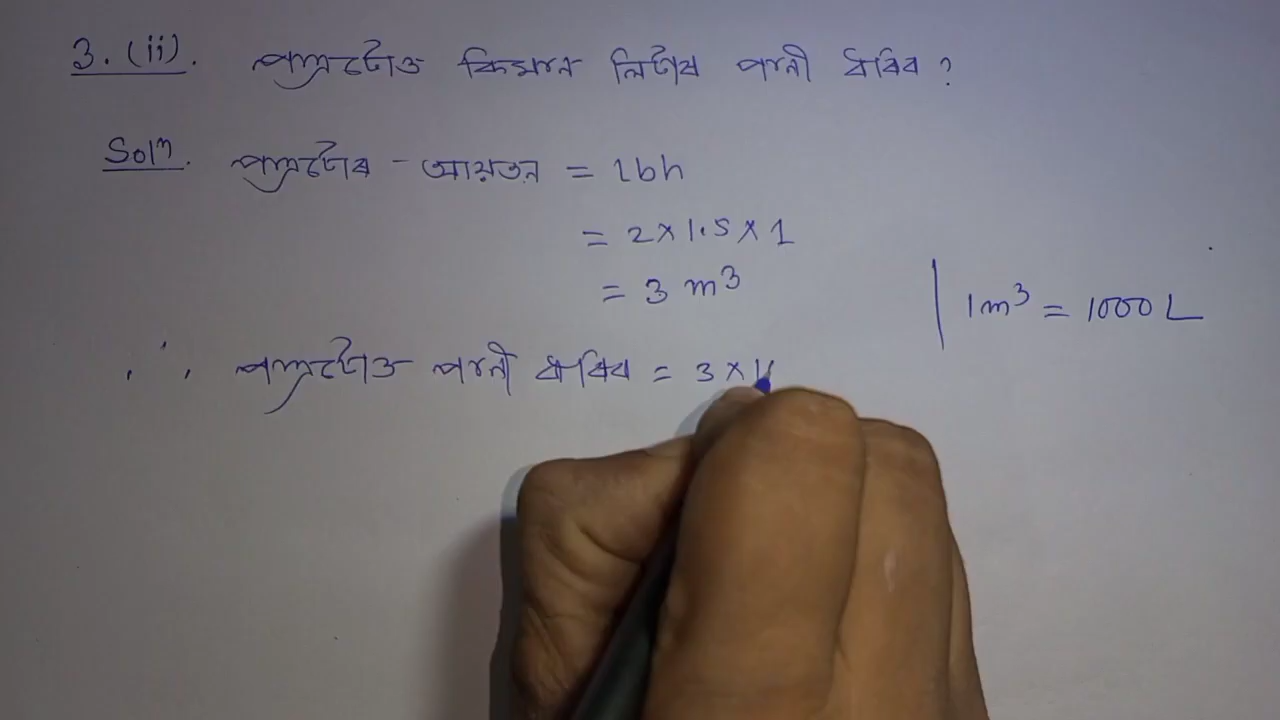 3. (ii). পাত্ৰটোত কিমান লিটাৰ পানী ধৰিব ?
Solⁿ. পাত্ৰটোৰ - আয়তন = lbh
= 2 × 1.5 × 1
= 3 m³
| 1m³ = 1000 L
∴ পাত্ৰটোত পানী ধৰিব = 3 × 1